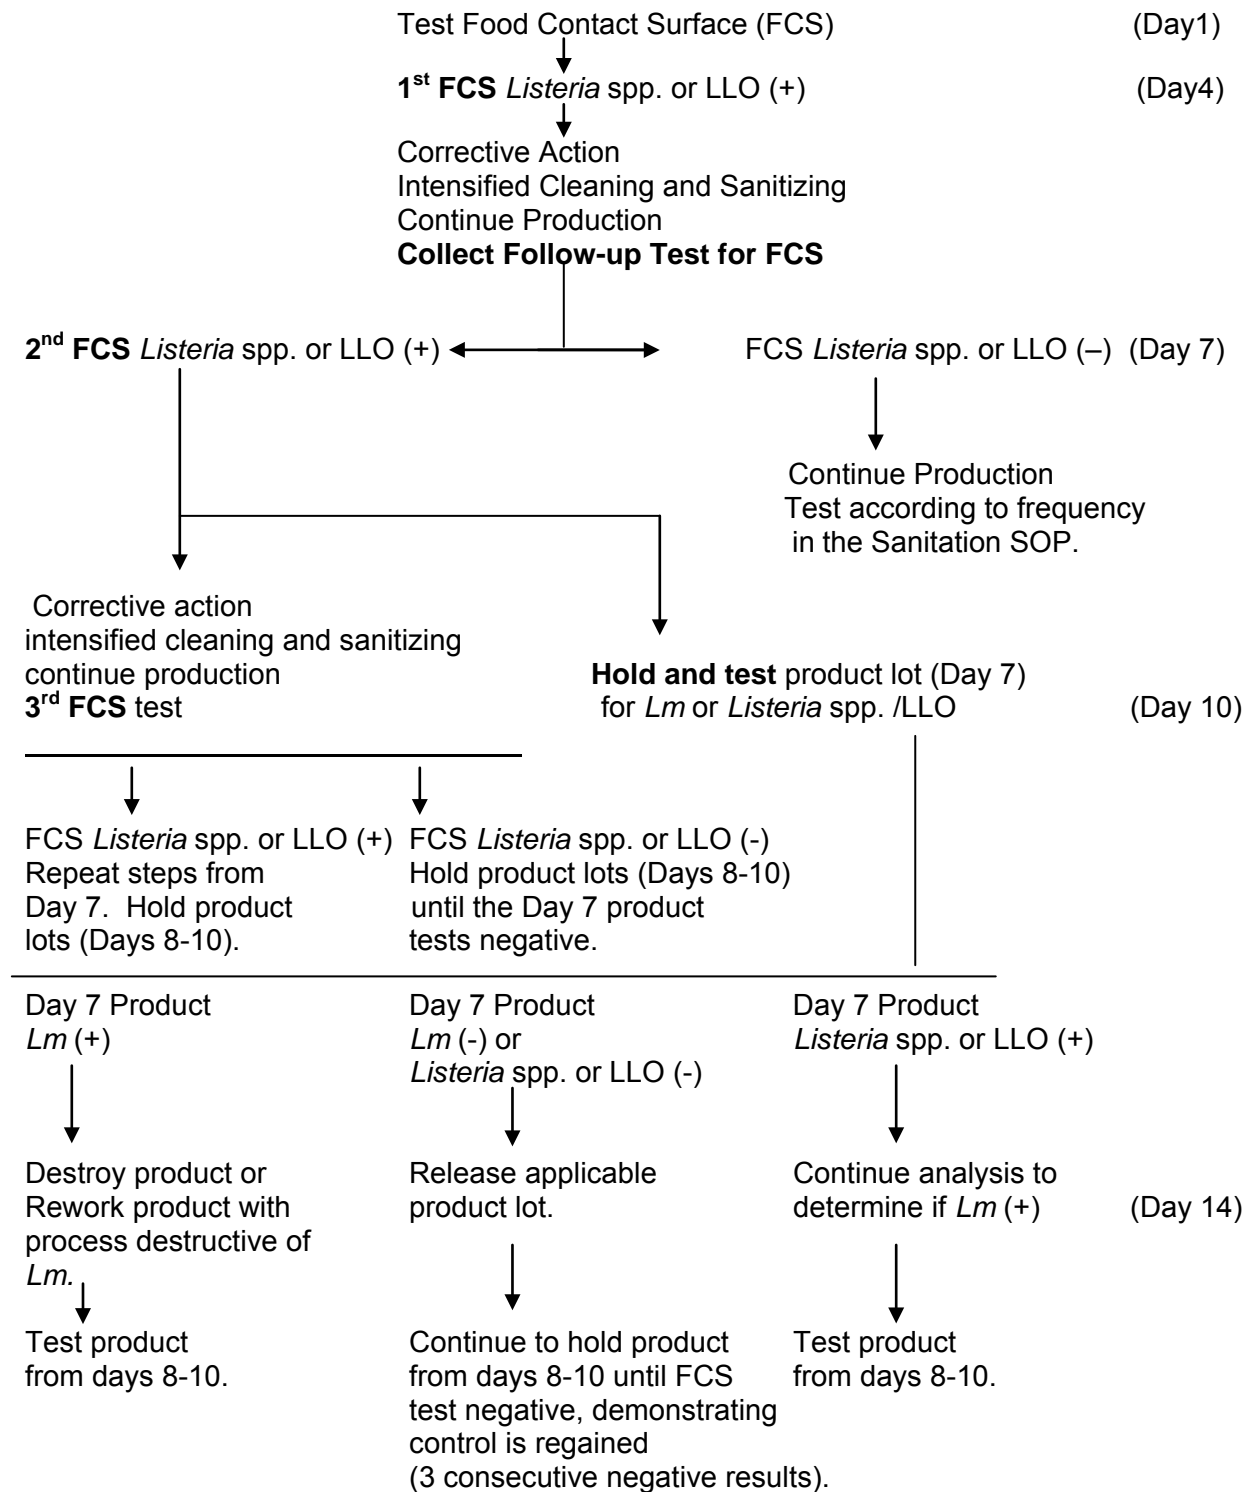 Test Food Contact Surface (FCS) (Day1)
1st FCS Listeria spp. or LLO (+) (Day4)
Corrective Action
Intensified Cleaning and Sanitizing
Continue Production
Collect Follow-up Test for FCS
2nd FCS Listeria spp. or LLO (+)
FCS Listeria spp. or LLO (–) (Day 7)
Continue Production
Test according to frequency
in the Sanitation SOP.
Corrective action
intensified cleaning and sanitizing
continue production
3rd FCS test
Hold and test product lot (Day 7)
for Lm or Listeria spp. /LLO (Day 10)
FCS Listeria spp. or LLO (+)
Repeat steps from
Day 7. Hold product
lots (Days 8-10).
FCS Listeria spp. or LLO (-)
Hold product lots (Days 8-10)
until the Day 7 product
tests negative.
Day 7 Product
Lm (+)
Day 7 Product
Lm (-) or
Listeria spp. or LLO (-)
Day 7 Product
Listeria spp. or LLO (+)
Destroy product or
Rework product with
process destructive of
Lm.
Release applicable
product lot.
Continue analysis to
determine if Lm (+) (Day 14)
Test product
from days 8-10.
Continue to hold product
from days 8-10 until FCS
test negative, demonstrating
control is regained
(3 consecutive negative results).
Test product
from days 8-10.